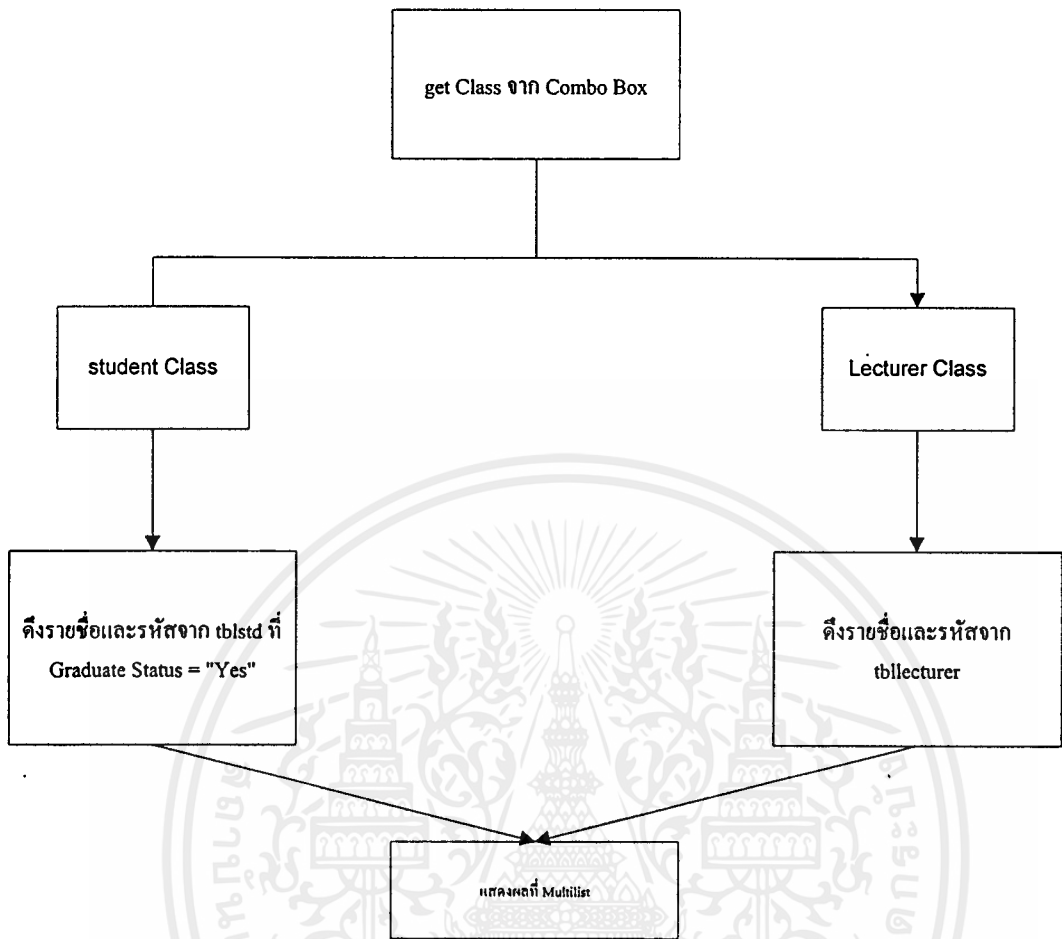 get Class จาก Combo Box
student Class
Lecturer Class
ดึงรายชื่อและรหัสจาก tblstd ที่
Graduate Status = "Yes"
ดึงรายชื่อและรหัสจาก
tbllecturer
แสดงผลที่ Multilist